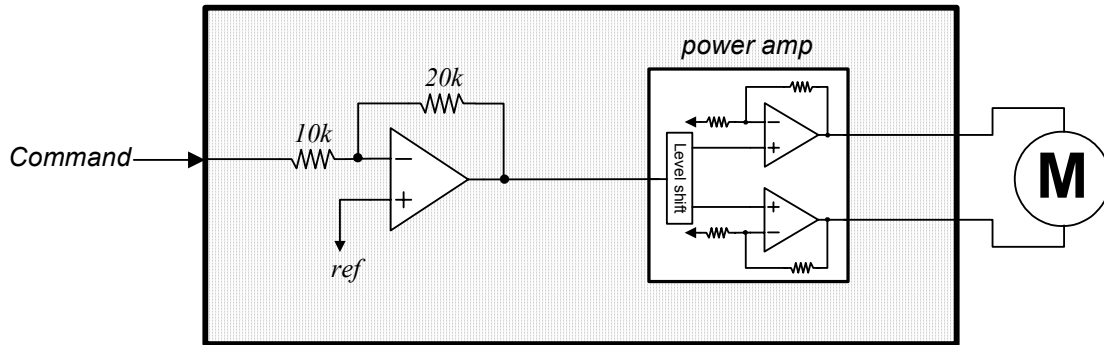 power amp
20k
10k
Command
Level shift
ref
M